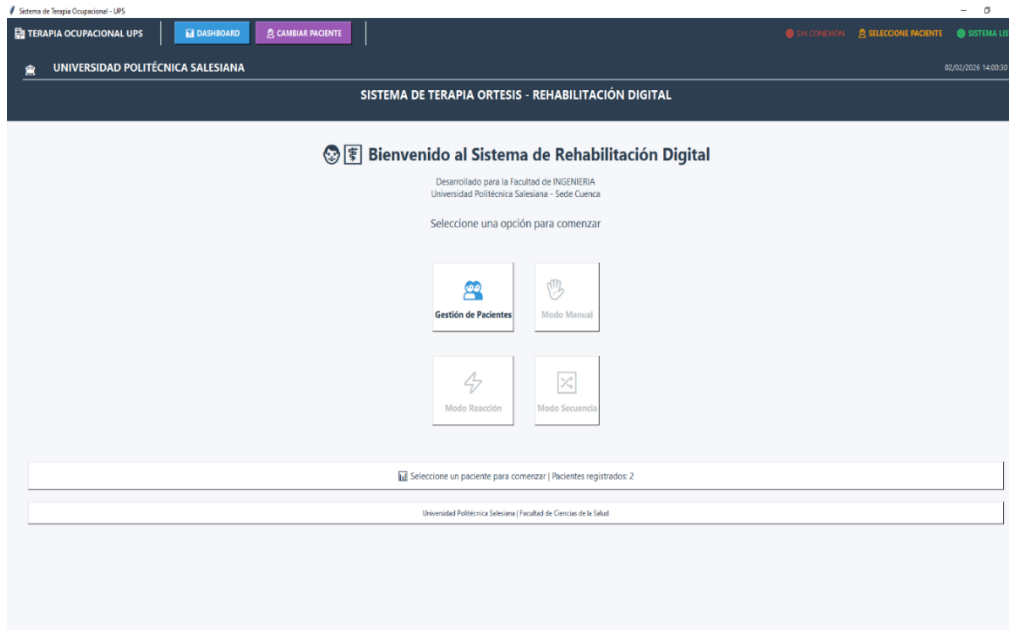 Sistema de Terapia Ocupacional - UPS
TERAPIA OCUPACIONAL UPS
DASHBOARD
CAMBIAR PACIENTE
SIN CONEXIÓN
SELECCIONE PACIENTE
SISTEMA LIS
UNIVERSIDAD POLITÉCNICA SALESIANA
02/02/2026 14:00:30
SISTEMA DE TERAPIA ORTESIS - REHABILITACIÓN DIGITAL
Bienvenido al Sistema de Rehabilitación Digital
Desarrollado para la Facultad de INGENIERIA
Universidad Politécnica Salesiana - Sede Cuenca
Seleccione una opción para comenzar
Gestión de Pacientes
Modo Manual
Modo Reacción
Modo Secuencia
Seleccione un paciente para comenzar | Pacientes registrados: 2
Universidad Politécnica Salesiana | Facultad de Ciencias de la Salud